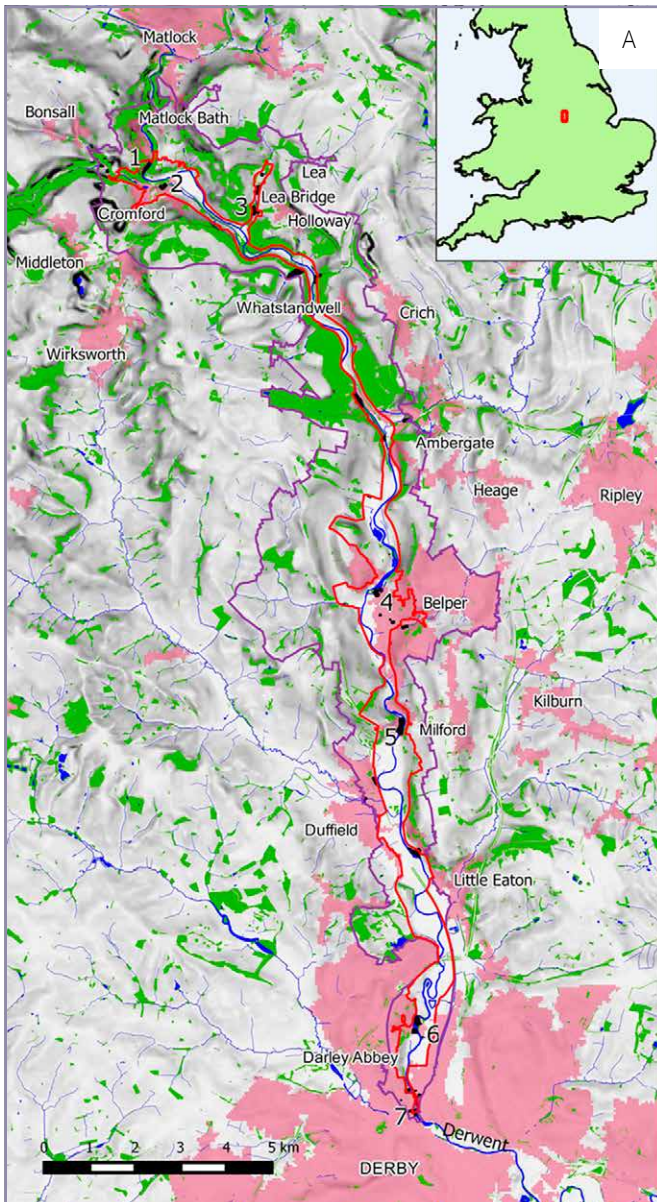 A
Matlock
Bonsall
Matlock Bath
1
Lea
2
3
Lea Bridge
Cromford
Holloway
Middleton
Whatstandwell
Crich
Wirksworth
Ambergate
Heage
Ripley
4
Belper
Kilburn
5
Milford
Duffield
Little Eaton
6
Darley Abbey
7
Derwent
0 1 2 3 4 5 km
DERBY